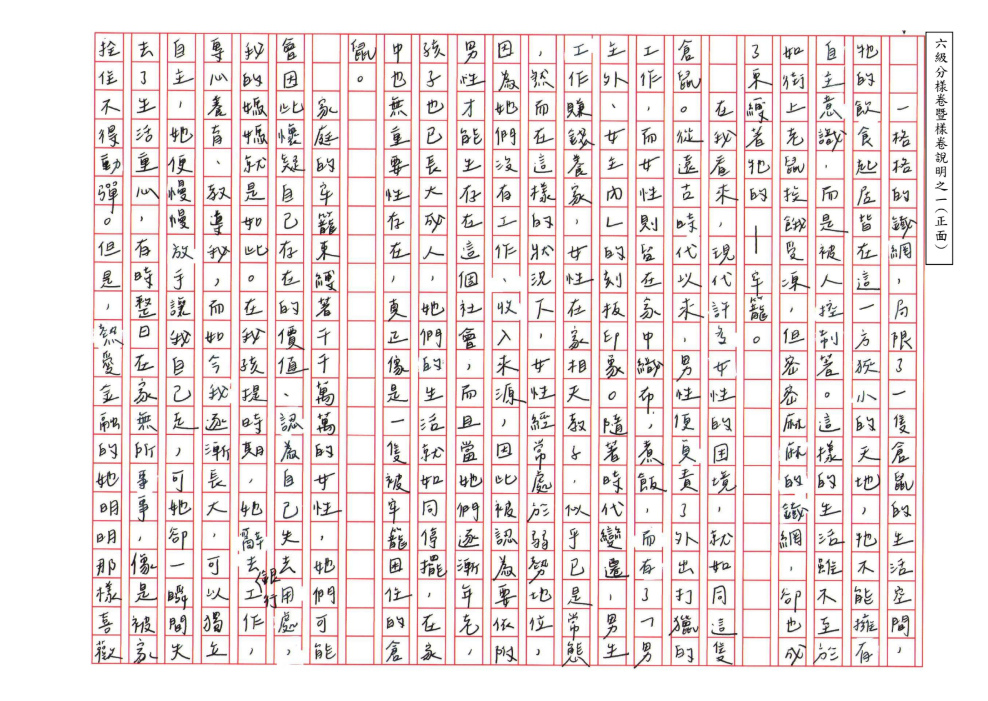 六級分樣卷暨樣卷說明之一（正面）
一格格的鐵網，局限了一隻倉鼠的生活空間，
牠的飲食起居皆在這一方狹小的天地，牠不能擁有
自主意識，而是被人控制著。這樣的生活雖不至於
如街上老鼠挨餓受凍，但密密麻麻的鐵網，卻也成
了束縛著牠的——牢籠。
在我看來，現代許多女性的困境，就如同這隻
倉鼠。從遠古時代以來，男性便負責了外出打獵的
工作，而女性則皆在家中織布，煮飯，而有了「男
主外、女主內」的刻板印象。隨著時代變遷，男生
工作賺錢養家，女性在家相夫教子，似乎已是常態
，然而在這樣的狀況下，女性經常處於弱勢地位，
因為她們沒有工作、收入來源，因此被認為要依附
男性才能生存在這個社會，而且，當她們逐漸年老，
孩子也已長大成人，她們的生活就如同停擺，在家
中也無重要性存在，，真正像是一隻被牢籠困住的倉
鼠。
家庭的牢籠束縛著千千萬萬的女性，她們可能
會因此懷疑自己存在的價值、認為自己失去用處，
我的媽媽就是如此。在我孩提時期，她辭去銀行工作，
專心養育、教導我，而如今我逐漸長大，可以獨立，
自主，她便慢慢放手，讓我自己走，可她卻一瞬間失
去了生活重心，有時整日在家無所事事，像是被家
拴住不得動彈。但是，熱愛金融的她明明，那樣喜歡